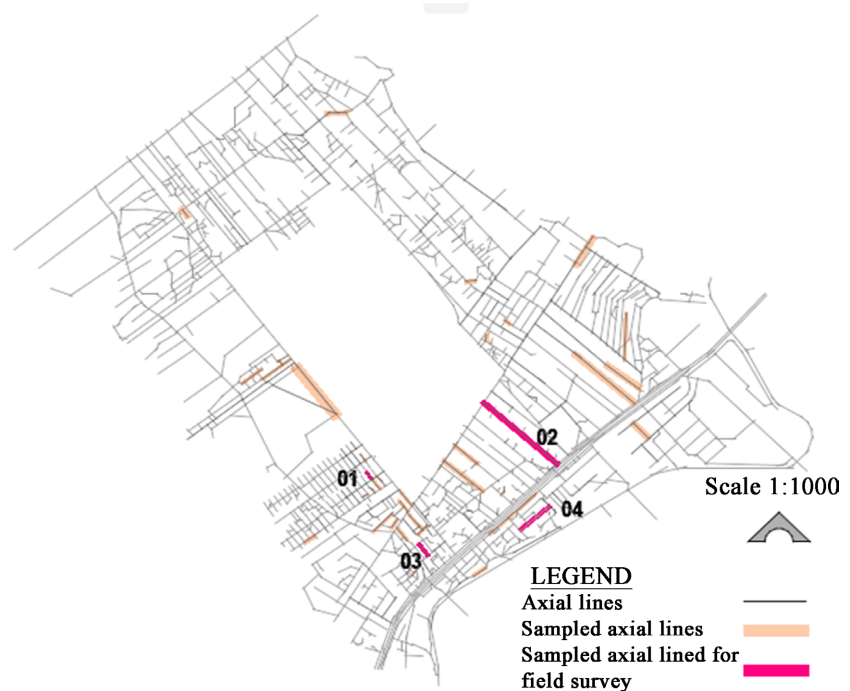 02
01
Scale 1:1000
04
03
LEGEND
Axial lines
Sampled axial lines
Sampled axial lined for
field survey